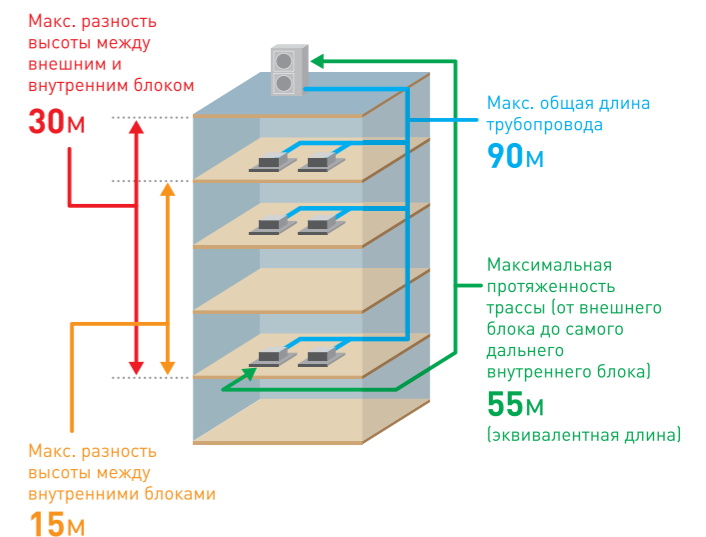 Макс. разность
высоты между
внешним и
внутренним блоком
30м
Макс. общая длина
трубопровода
90м
Максимальная
протяженность
трассы (от внешнего
блока до самого
дальнего
внутреннего блока)
55м
(эквивалентная длина)
Макс. разность
высоты между
внутренними блоками
15м